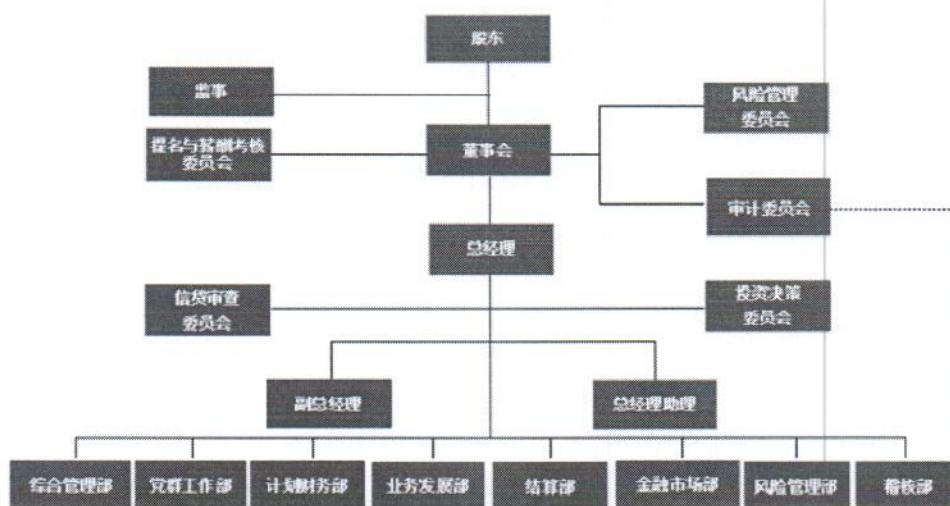 股东
监事
风险管理
委员会
提名与薪酬考核
委员会
董事会
审计委员会
总经理
信贷审查
委员会
投资决策
委员会
副总经理
总经理助理
综合管理部
党群工作部
计划财务部
业务发展部
结算部
金融市场部
风险管理部
稽核部